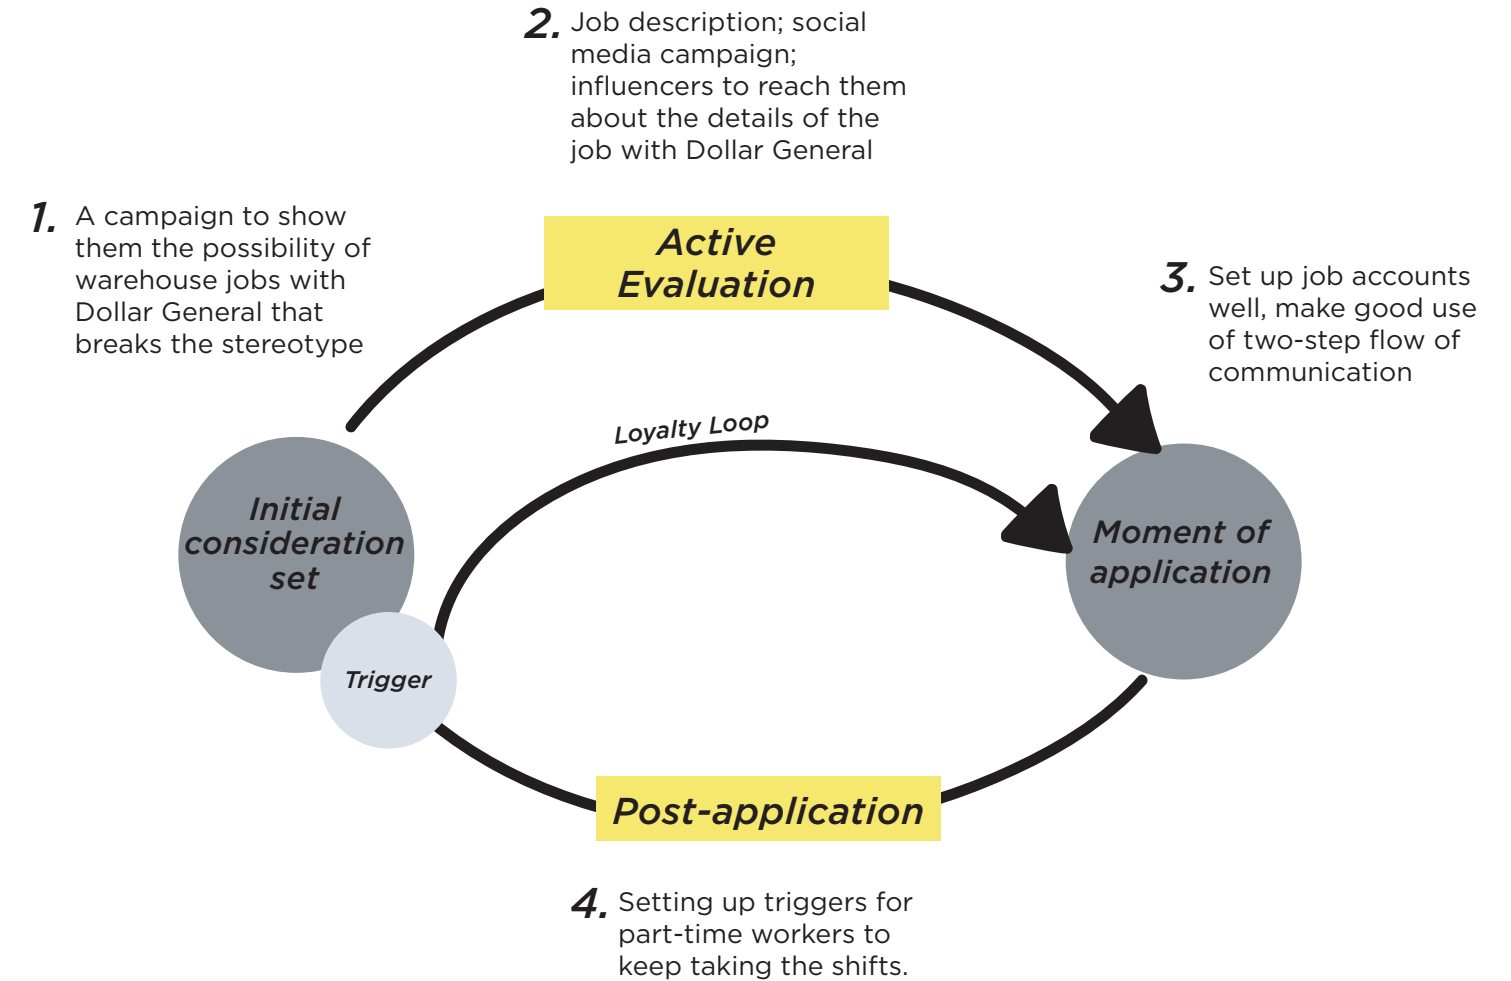 2. Job description; social
media campaign;
influencers to reach them
about the details of the
job with Dollar General
1. A campaign to show
them the possibility of
warehouse jobs with
Dollar General that
breaks the stereotype
Active
Evaluation
3. Set up job accounts
well, make good use
of two-step flow of
communication
Loyalty Loop
Initial
consideration
set
Moment of
application
Trigger
Post-application
4. Setting up triggers for
part-time workers to
keep taking the shifts.